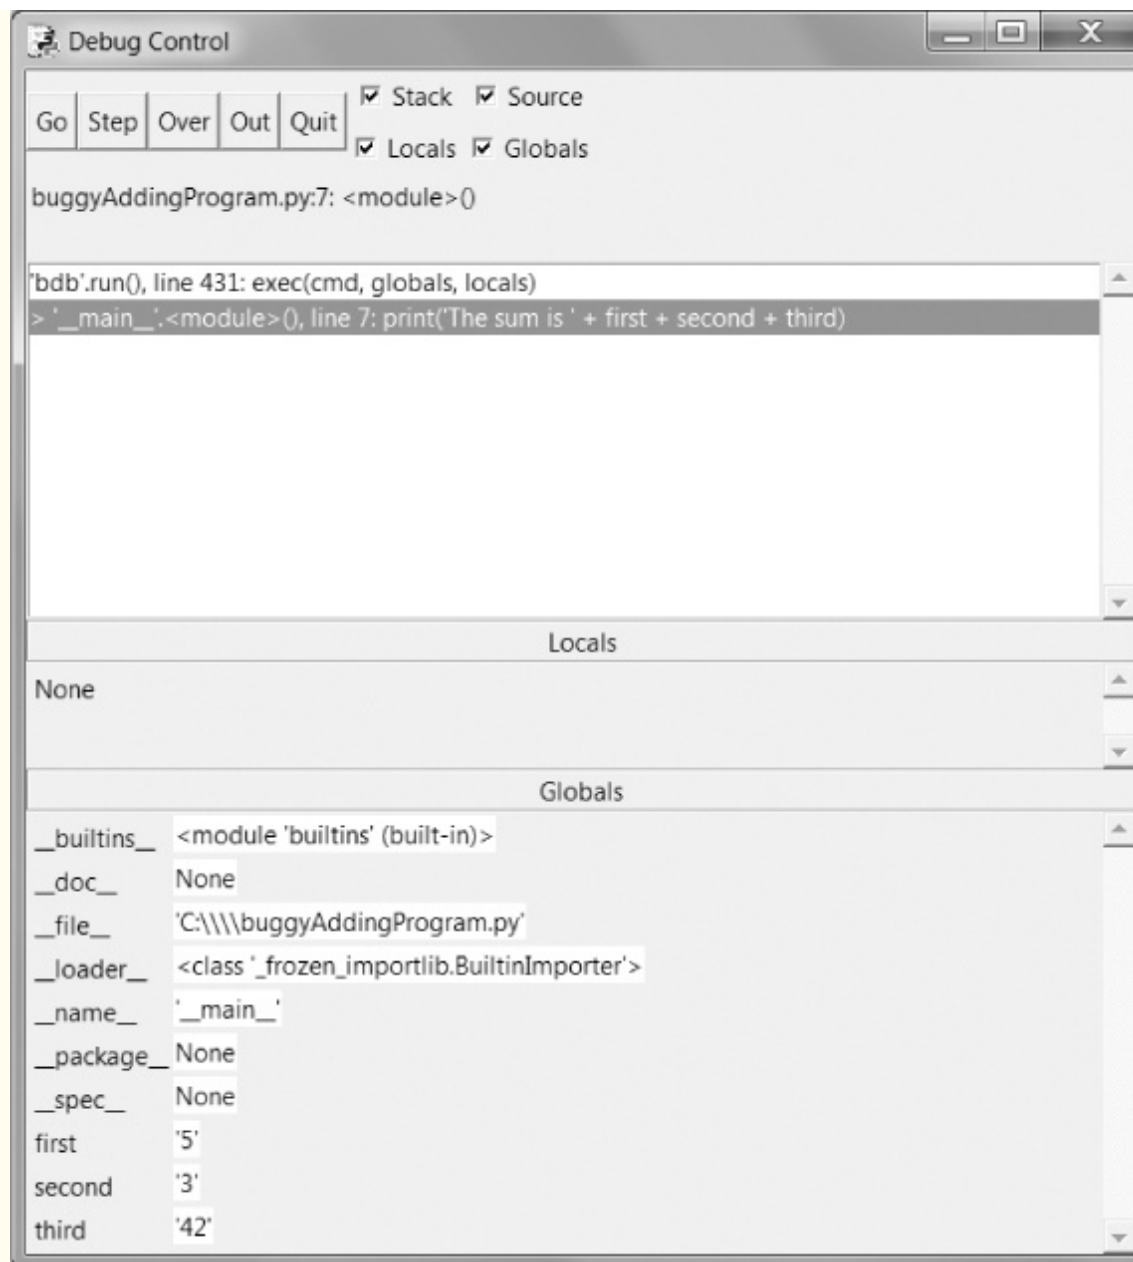 Debug Control
Go Step Over Out Quit
Stack Source
Locals Globals
buggyAddingProgram.py:7: <module>()
'bdb'.run(), line 431: exec(cmd, globals, locals)
> '__main__'.<module>(), line 7: print('The sum is ' + first + second + third)
Locals
None
Globals
__builtins__ <module 'builtins' (built-in)>
__doc__ None
__file__ 'C:\\\\buggyAddingProgram.py'
__loader__ <class '_frozen_importlib.BuiltinImporter'>
__name__ '__main__'
__package__ None
__spec__ None
first '5'
second '3'
third '42'